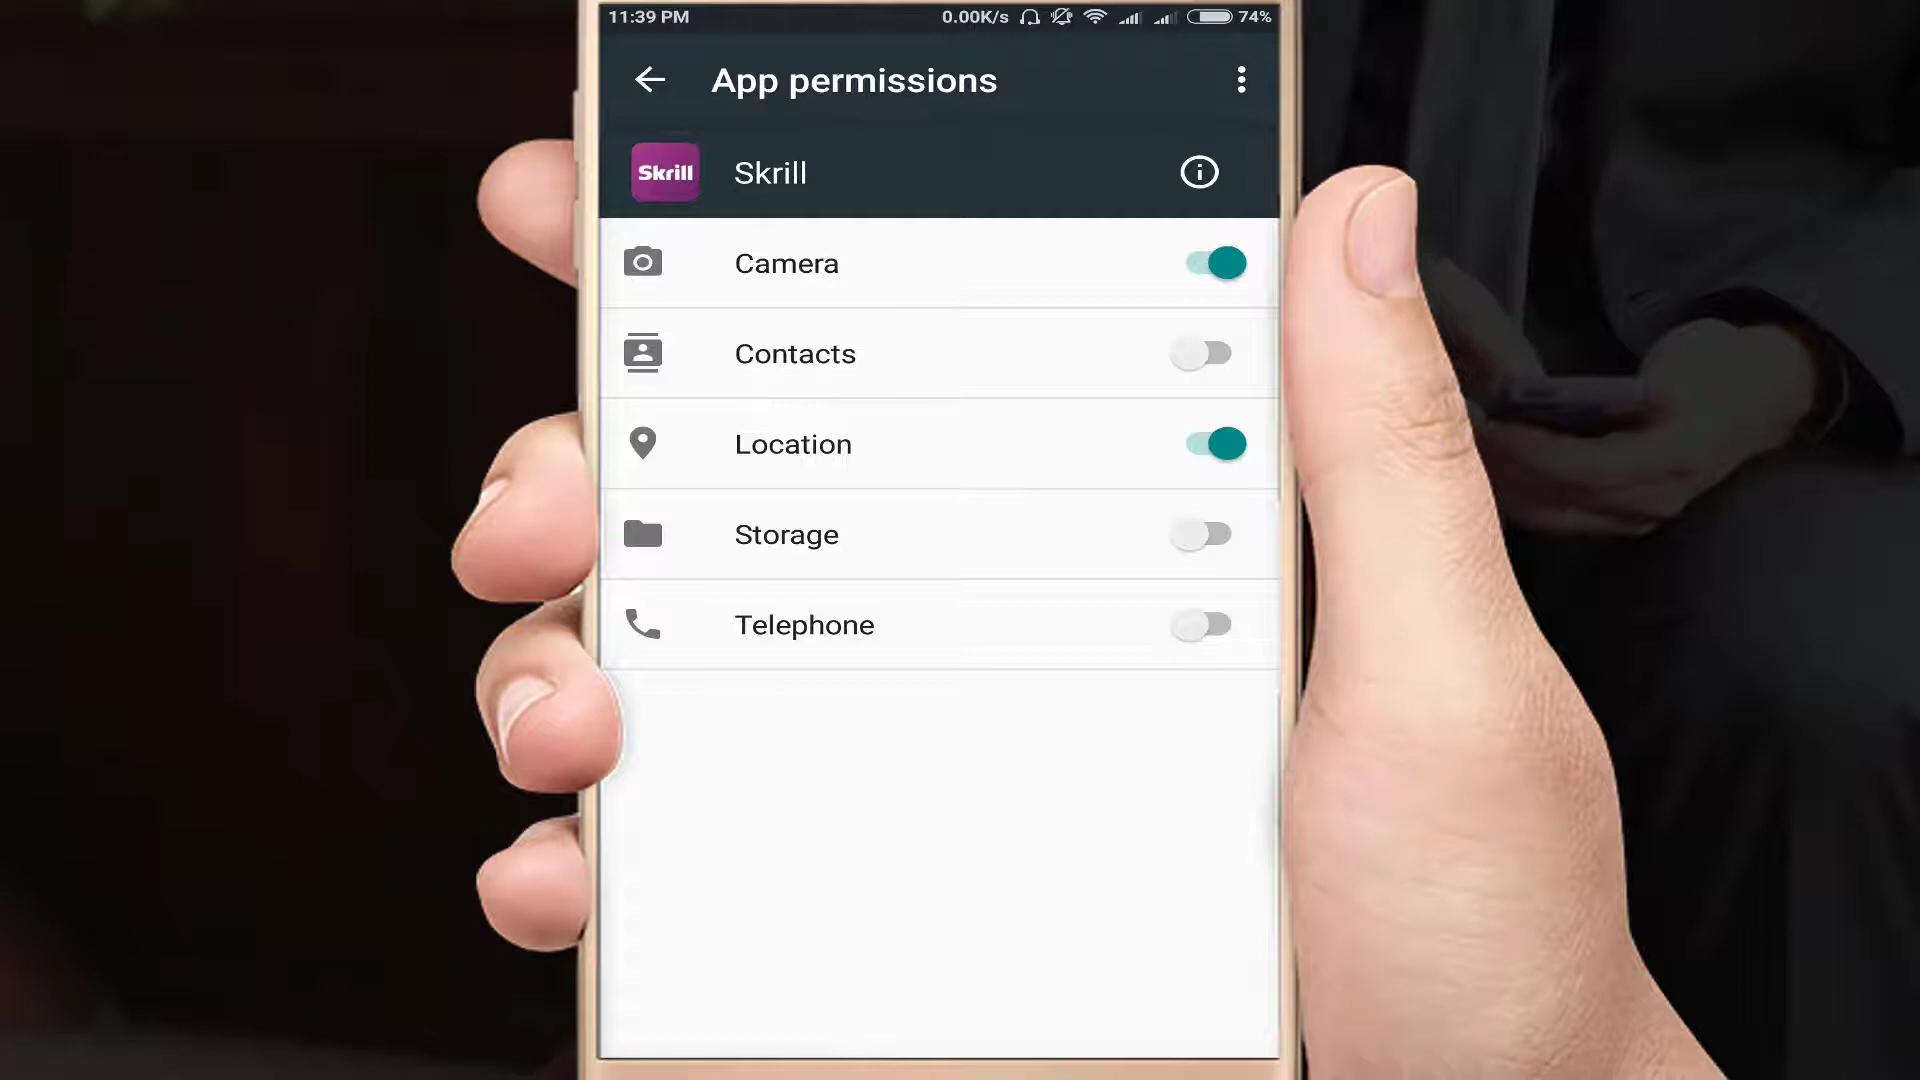 11:39 PM 0.00K/s 74%
App permissions
Skrill Skrill
Camera
Contacts
Location
Storage
Telephone